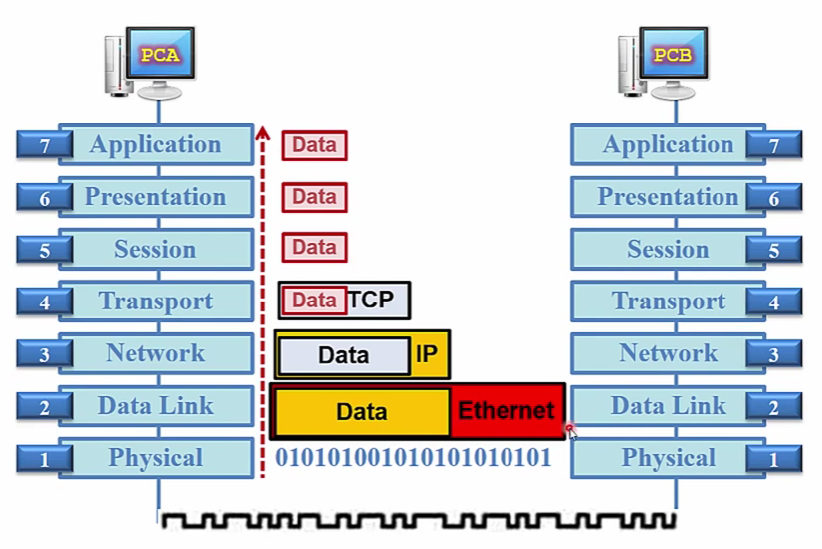 PCA
PCB
7 Application Data Application 7
6 Presentation Data Presentation 6
5 Session Data Session 5
4 Transport Data TCP Transport 4
3 Network Data IP Network 3
2 Data Link Data Ethernet Data Link 2
1 Physical 010101001010101010101 Physical 1